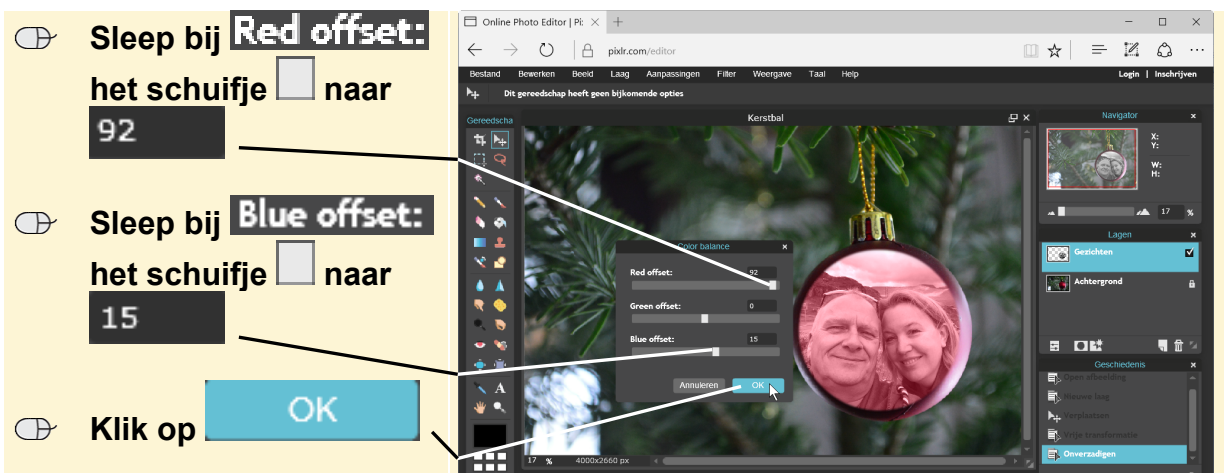 Sleep bij Red offset:
het schuifje naar
92
Sleep bij Blue offset:
het schuifje naar
15
Klik op OK
Online Photo Editor | Pi:
pixlr.com/editor
Bestand Bewerken Beeld Laag Aanpassingen Filter Weergave Taal Help Login | Inschrijven
Dit gereedschap heeft geen bijkomende opties
Gereedscha
Kerstbal
Color balance
Red offset: 92
Green offset: 0
Blue offset: 15
Annuleren OK
17 % 4000x2660 px
Navigator
X:
Y:
W:
H:
17 %
Lagen
Gezichten
Achtergrond
Geschiedenis
Open afbeelding
Nieuwe laag
Verplaatsen
Vrije transformatie
Onverzadigen